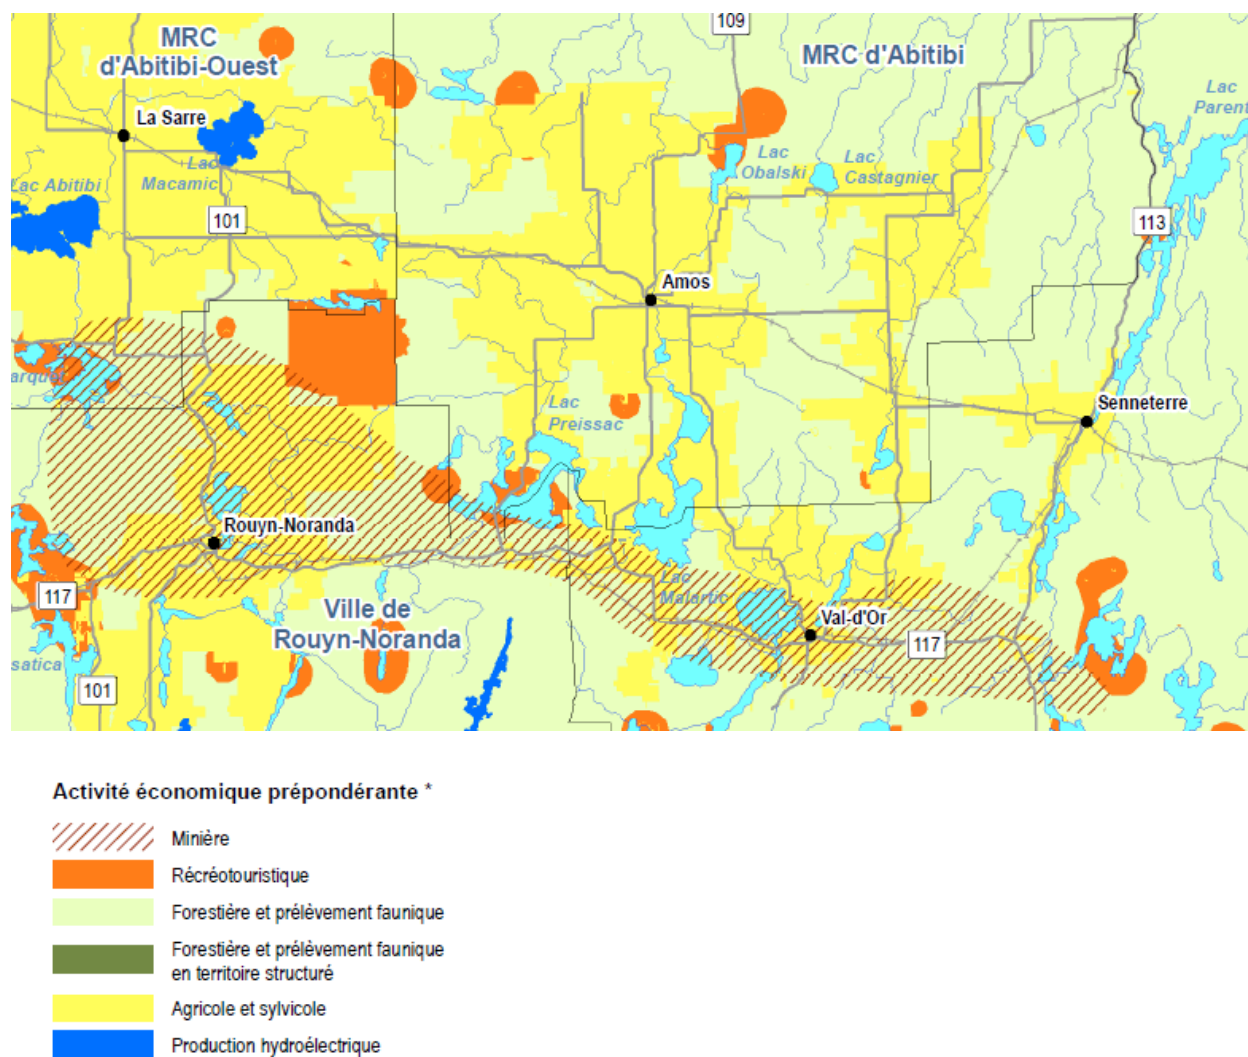 109
MRC
d'Abitibi-Ouest
MRC d'Abitibi
Lac
Parent
La Sarre
Lac
Macamic
Lac
Obalski
Lac
Castagnier
Lac Abitibi
101
113
Amos
arquet
Lac
Preissac
Senneterre
Rouyn-Noranda
117
Ville de
Rouyn-Noranda
Lac
Malartic
Val-d'Or
117
satica
101
Activité économique prépondérante *
Minière
Récréotouristique
Forestière et prélèvement faunique
Forestière et prélèvement faunique
en territoire structuré
Agricole et sylvicole
Production hydroélectrique